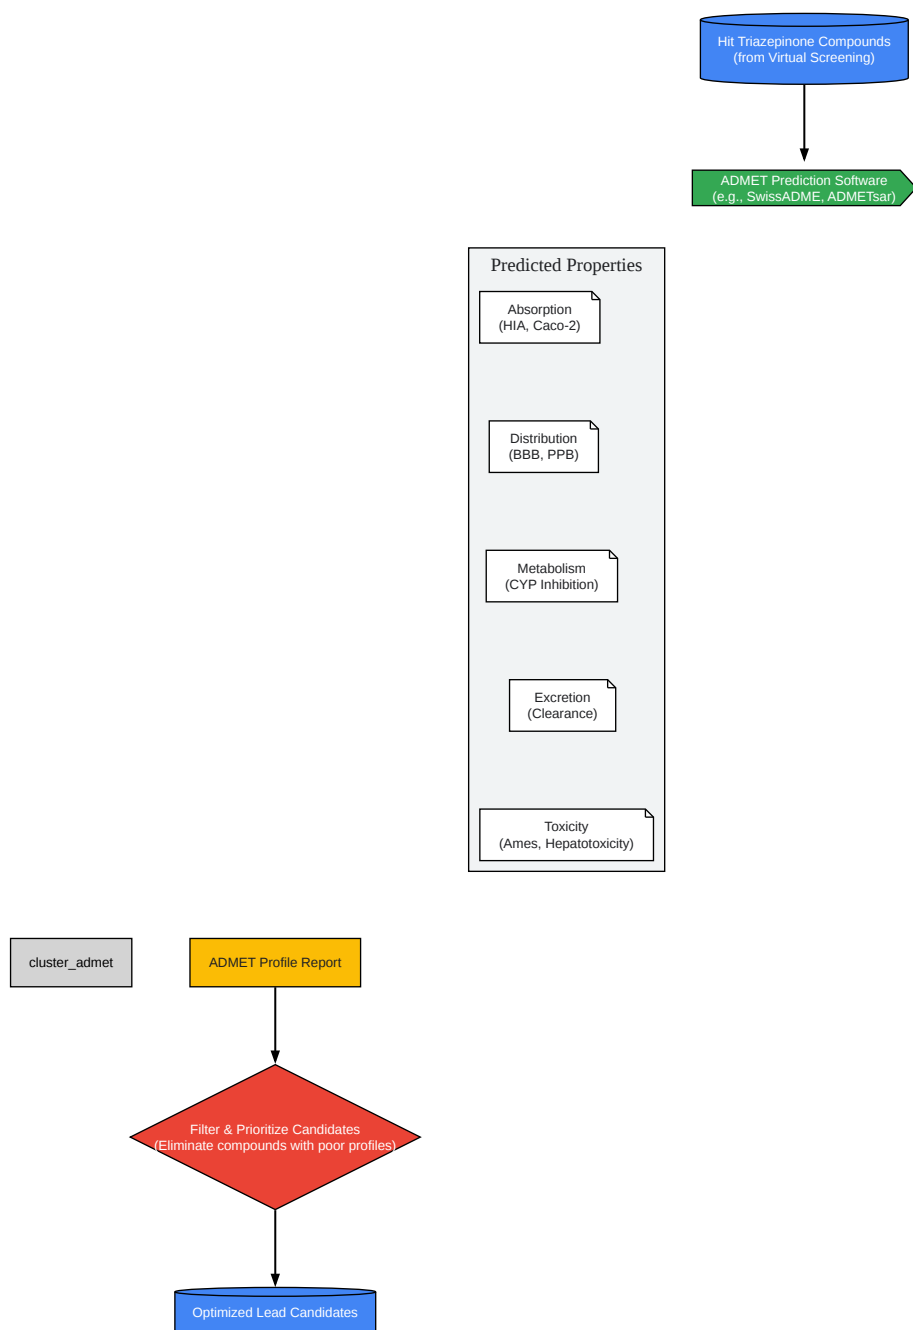 Hit Triazepinone Compounds
(from Virtual Screening)
ADMET Prediction Software
(e.g., SwissADME, ADMETsar)
Predicted Properties
Absorption
(HIA, Caco-2)
Distribution
(BBB, PPB)
Metabolism
(CYP Inhibition)
Excretion
(Clearance)
Toxicity
(Ames, Hepatotoxicity)
cluster_admet
ADMET Profile Report
Filter & Prioritize Candidates
(Eliminate compounds with poor profiles)
Optimized Lead Candidates